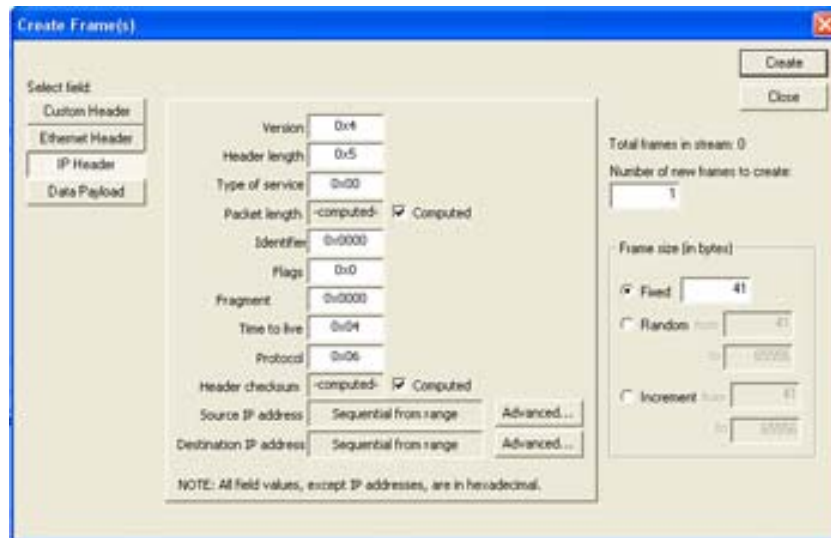 Create Frame(s)
Create
Close
Select field:
Custom Header
Ethernet Header
IP Header
Data Payload
Version 0x4
Header length 0x5
Type of service 0x00
Packet length -computed- Computed
Identifier 0x0000
Flags 0x0
Fragment 0x0000
Time to live 0x04
Protocol 0x06
Header checksum -computed- Computed
Source IP address Sequential from range Advanced...
Destination IP address Sequential from range Advanced...
NOTE: All field values, except IP addresses, are in hexadecimal.
Total frames in stream: 0
Number of new frames to create:
1
Frame size (in bytes)
Fixed 41
Random from 41
to 65556
Increment from 41
to 65556